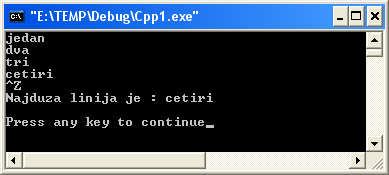 "E:\TEMP\Debug\Cpp1.exe"
jedan
dva
tri
cetiri
^Z
Najduza linija je : cetiri
Press any key to continue_